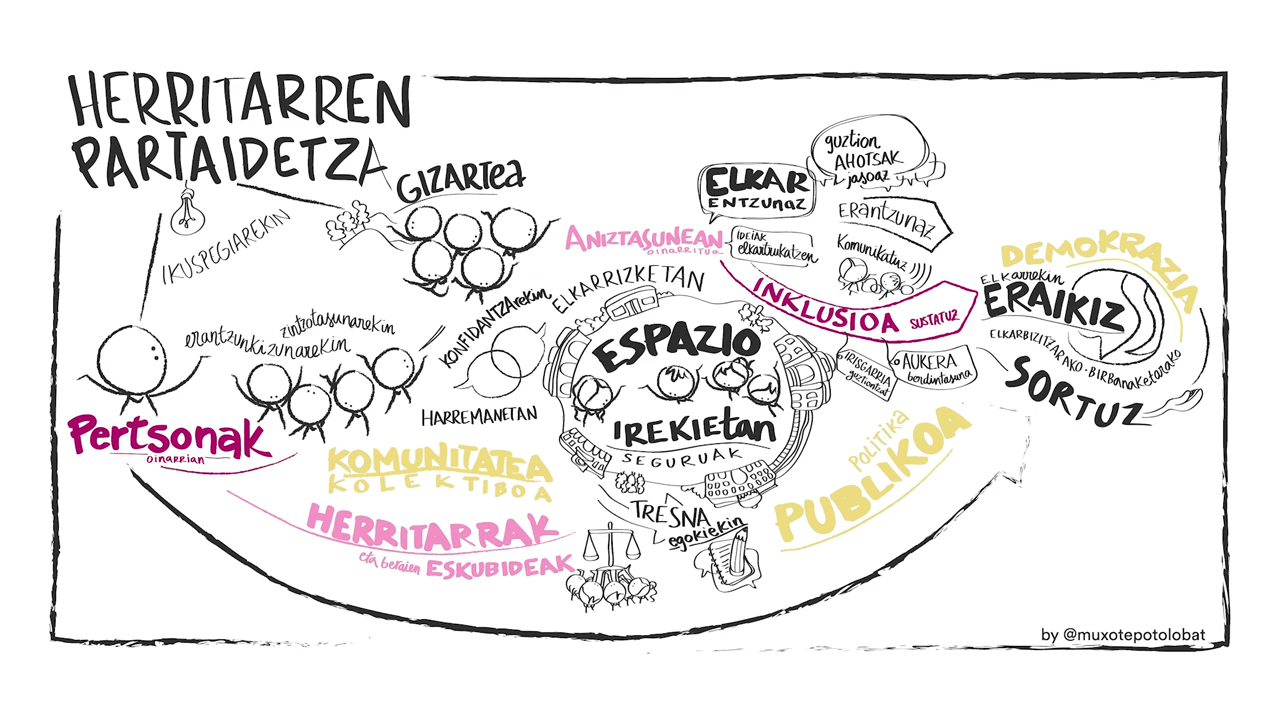 HERRITARREN
PARTAIDETZA
IKUSPEGIAREKIN
GIZARTEA
erantzunkizunarekin
zintzotasunarekin
Pertsonak
oinarrian
KONFIDANTZArekin
HARREMANETAN
KOMUNITATEA
KOLEKTIBOA
HERRITARRAK
eta beraien ESKUBIDEAK
ELKARRIZKETAN
ESPAZIO
IREKIEtan
SEGURUAK
TRESNA
egokiekin
ANIZTASUNEAN
oinarritua
ELKAR
ENTZUNAZ
IDEIAK
elkartrukatzen
guztion
AHOTSAK
jasoaz
ERAntzunaz
Komunikatuz
INKLUSIOA SUSTATUZ
IRISGARRIA
guztiontzat
AUKERA
berdintasuna
POLITIKA
PUBLIKOA
DEMOKRAZIA
ELKarrekin
ERAIKIZ
ELKARBIZITZARAKO-BIRBANAKETARAKO
SORTUZ
by @muxotepotolobat